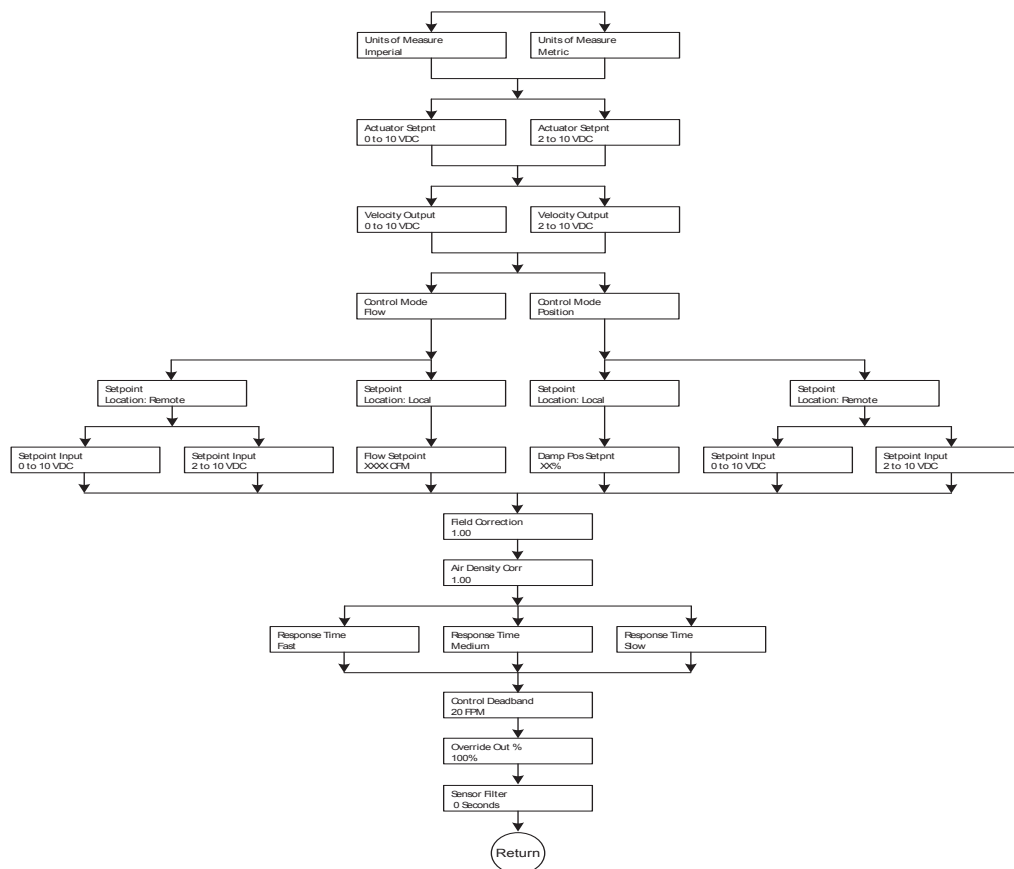 Units of Measure
Imperial
Units of Measure
Metric
Actuator Setpnt
0 to 10 VDC
Actuator Setpnt
2 to 10 VDC
Velocity Output
0 to 10 VDC
Velocity Output
2 to 10 VDC
Control Mode
Flow
Control Mode
Position
Setpoint
Location: Remote
Setpoint
Location: Local
Setpoint
Location: Local
Setpoint
Location: Remote
Setpoint Input
0 to 10 VDC
Setpoint Input
2 to 10 VDC
Flow Setpoint
XXXX CFM
Damp Pos Setpnt
XX%
Setpoint Input
0 to 10 VDC
Setpoint Input
2 to 10 VDC
Field Correction
1.00
Air Density Corr
1.00
Response Time
Fast
Response Time
Medium
Response Time
Slow
Control Deadband
20 FPM
Override Out %
100%
Sensor Filter
0 Seconds
Return